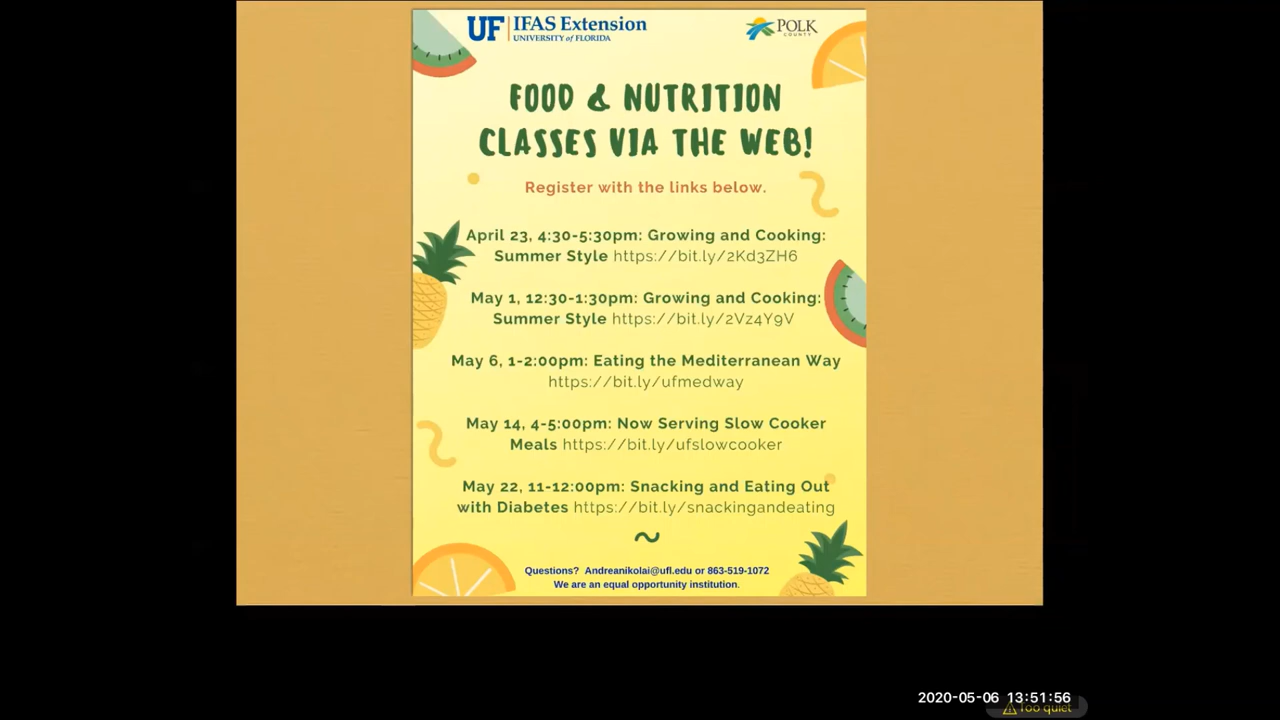 UF IFAS Extension
UNIVERSITY of FLORIDA
POLK
COUNTY
FOOD & NUTRITION
CLASSES VIA THE WEB!
Register with the links below.
April 23, 4:30-5:30pm: Growing and Cooking:
Summer Style https://bit.ly/2Kd3ZH6
May 1, 12:30-1:30pm: Growing and Cooking:
Summer Style https://bit.ly/2Vz4Y9V
May 6, 1-2:00pm: Eating the Mediterranean Way
https://bit.ly/ufmedway
May 14, 4-5:00pm: Now Serving Slow Cooker
Meals https://bit.ly/ufslowcooker
May 22, 11-12:00pm: Snacking and Eating Out
with Diabetes https://bit.ly/snackingandeating
Questions? Andreanikolai@ufl.edu or 863-519-1072
We are an equal opportunity institution.
2020-05-06 13:51:56
Too quiet